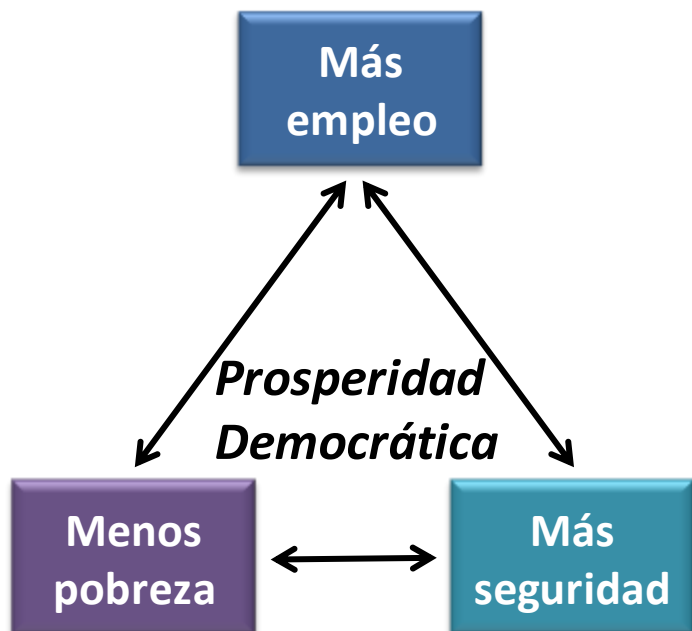 Más
empleo
Prosperidad
Democrática
Menos
pobreza
Más
seguridad